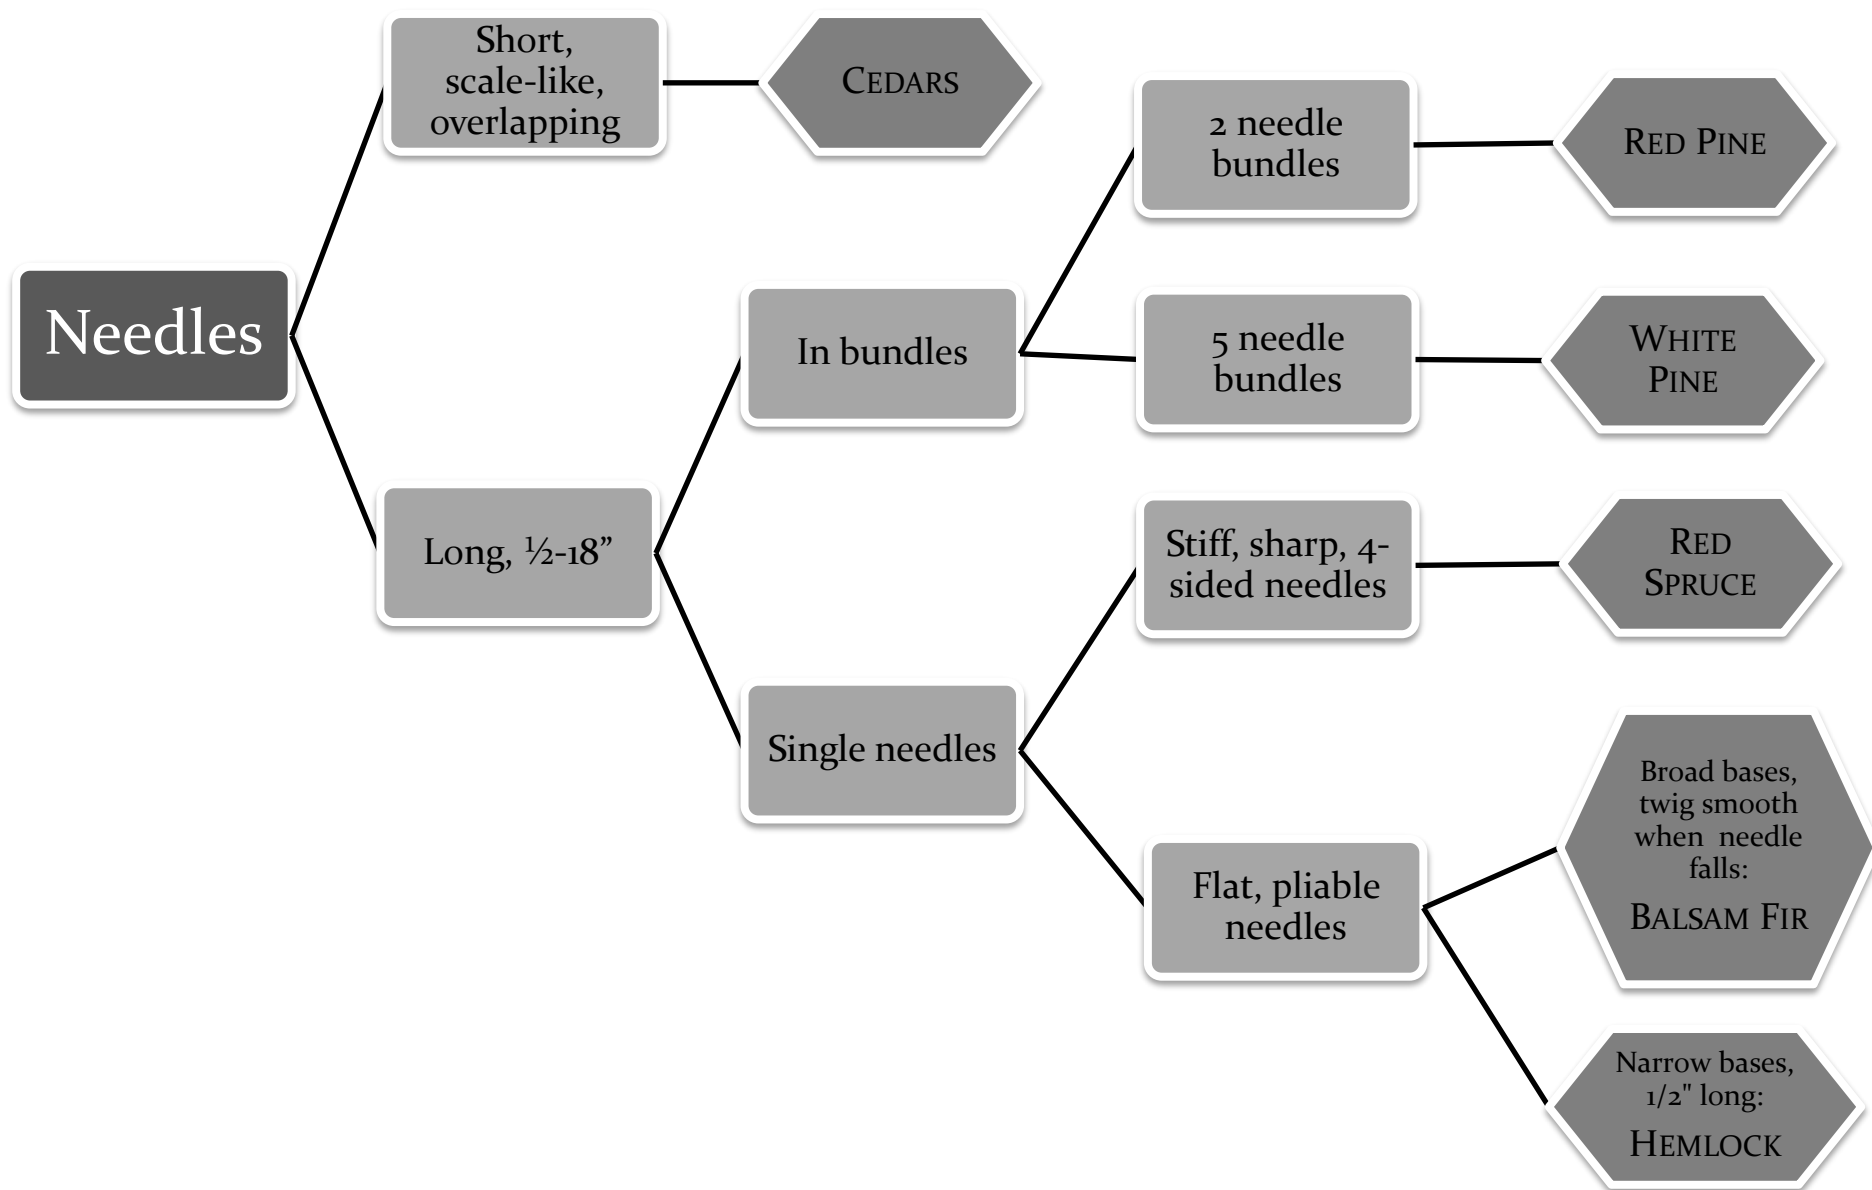 Needles
Short,
scale-like,
overlapping
CEDARS
Long, ½-18”
In bundles
2 needle
bundles
RED PINE
5 needle
bundles
WHITE
PINE
Single needles
Stiff, sharp, 4-
sided needles
RED
SPRUCE
Flat, pliable
needles
Broad bases,
twig smooth
when needle
falls:
BALSAM FIR
Narrow bases,
1/2" long:
HEMLOCK